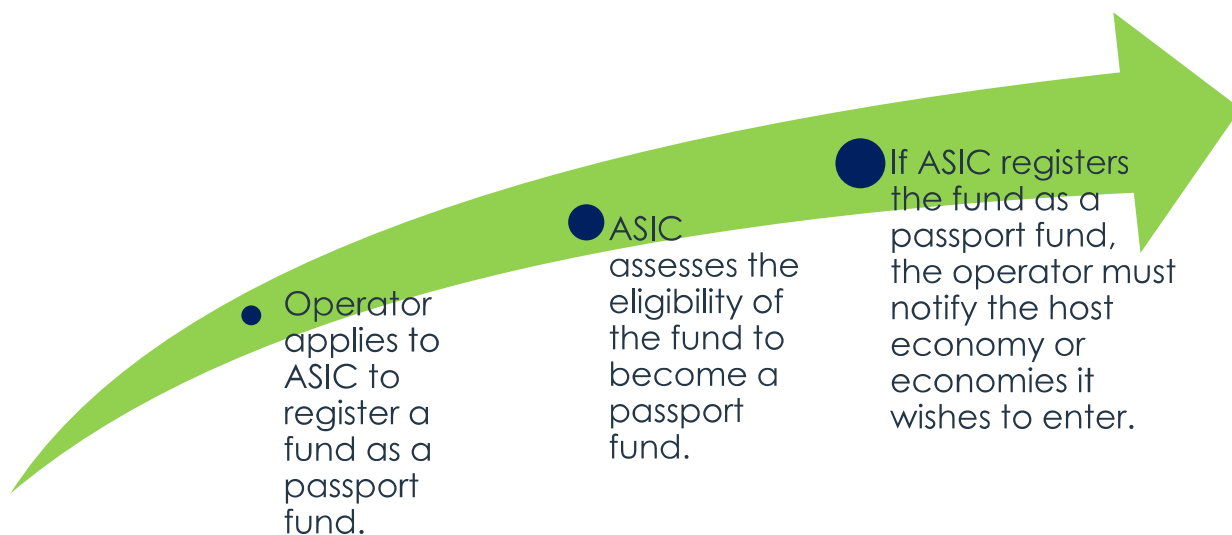 Operator
applies to
ASIC to
register a
fund as a
passport
fund.
ASIC
assesses the
eligibility of
the fund to
become a
passport
fund.
If ASIC registers
the fund as a
passport fund,
the operator must
notify the host
economy or
economies it
wishes to enter.